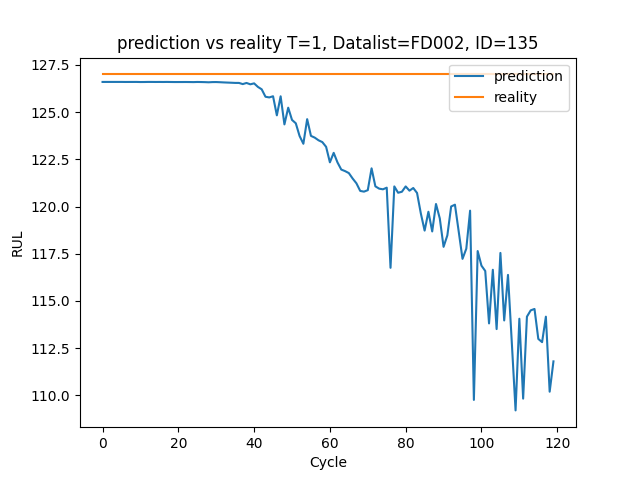 prediction vs reality T=1, Datalist=FD002, ID=135
127.5
125.0
122.5
120.0
117.5
115.0
112.5
110.0
RUL
prediction
reality
0 20 40 60 80 100 120
Cycle